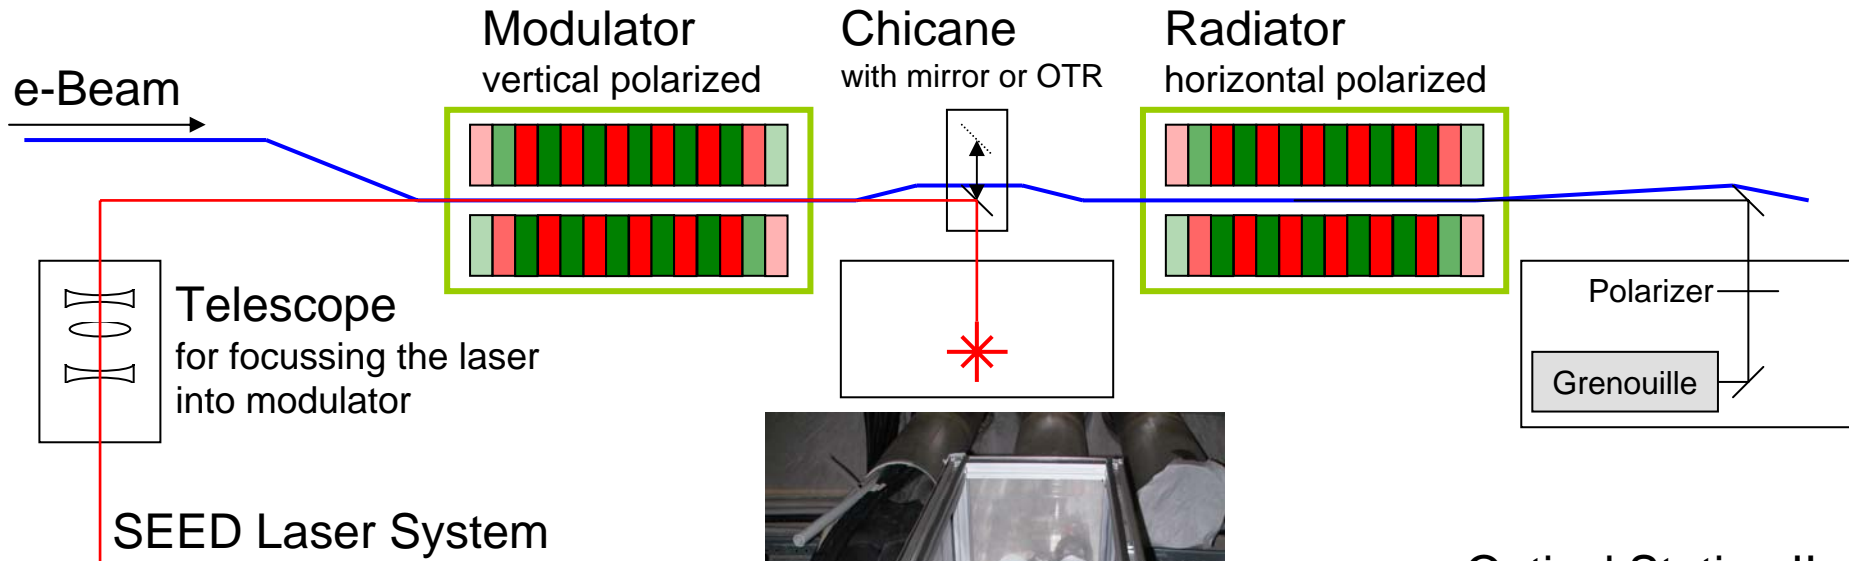 Modulator
vertical polarized
Chicane
with mirror or OTR
Radiator
horizontal polarized
e-Beam
Telescope
for focussing the laser
into modulator
Polarizer
Grenouille
SEED Laser System